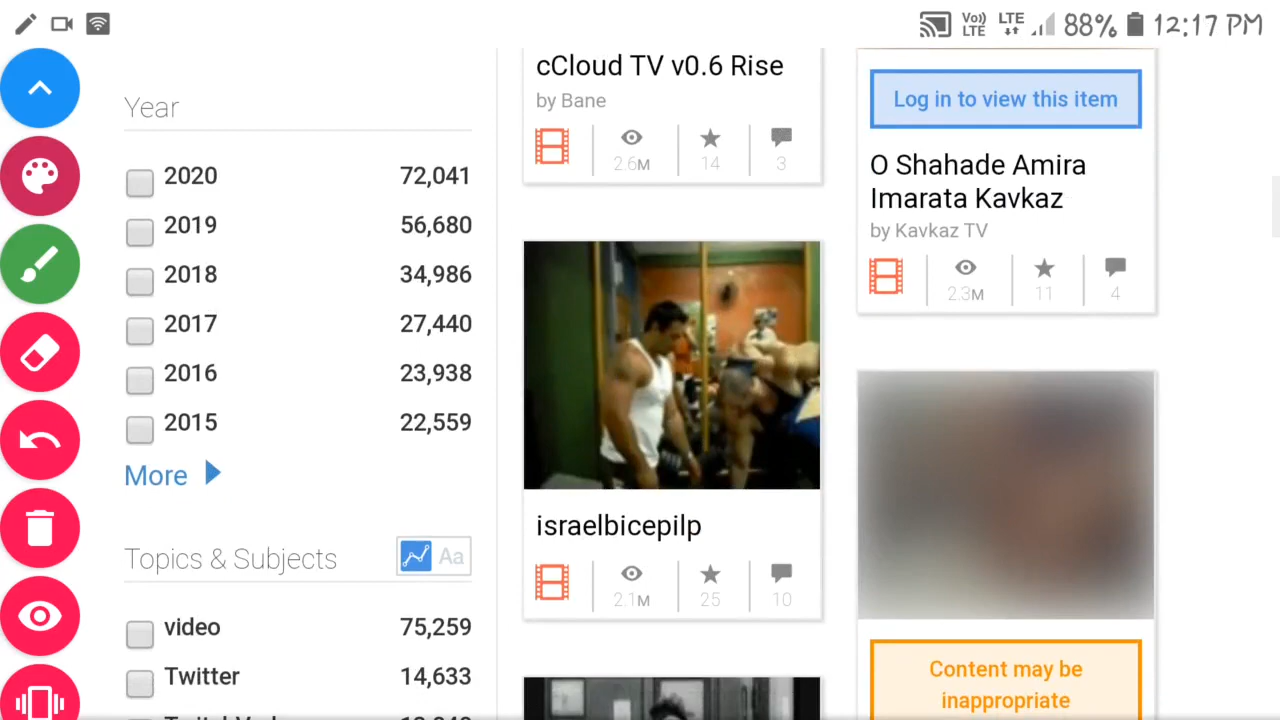 Vo))
LTE
LTE
88%
12:17 PM
Year
2020 72,041
2019 56,680
2018 34,986
2017 27,440
2016 23,938
2015 22,559
More
Topics & Subjects
Aa
video 75,259
Twitter 14,633
cCloud TV v0.6 Rise
by Bane
2.6M 14 3
israelbicepilp
2.1M 25 10
Log in to view this item
O Shahade Amira
Imarata Kavkaz
by Kavkaz TV
2.3M 11 4
Content may be
inappropriate